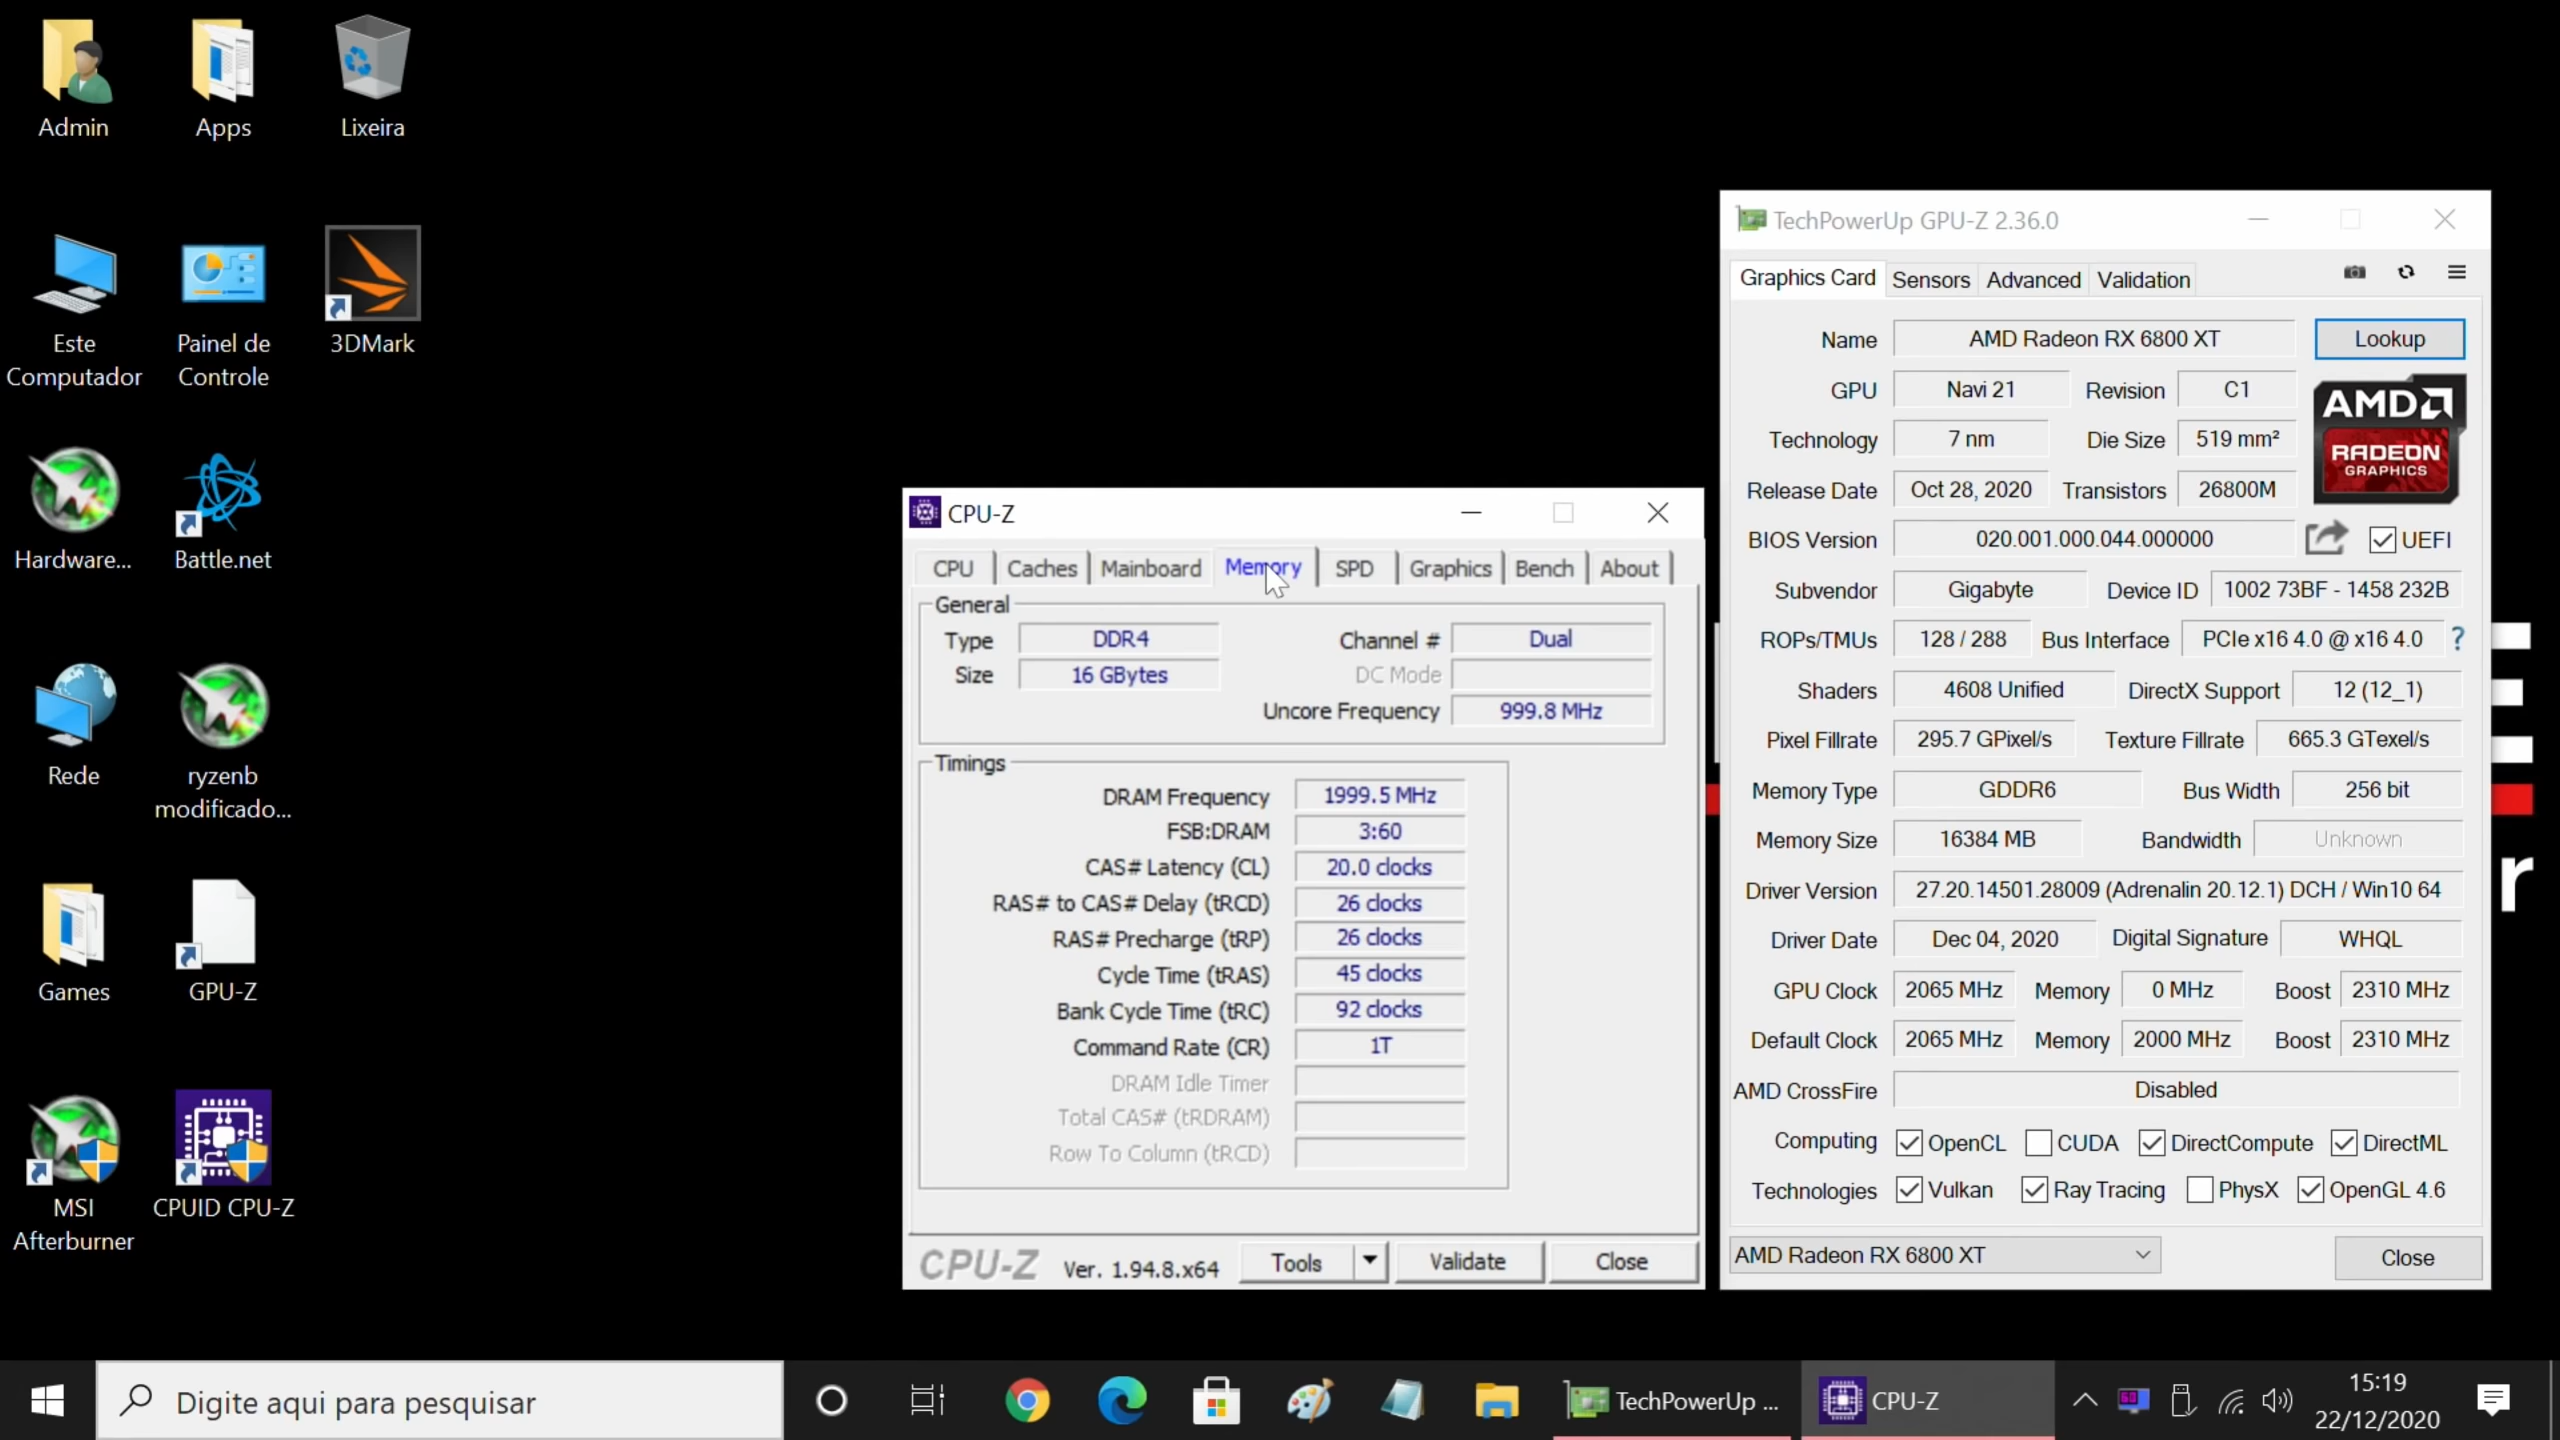 Admin
Apps
Lixeira
Este
Computador
Painel de
Controle
3DMark
Hardware...
Battle.net
Rede
ryzenb
modificado...
Games
GPU-Z
MSI
Afterburner
CPUID CPU-Z
CPU-Z
CPU Caches Mainboard Memory SPD Graphics Bench About
General
Type DDR4 Channel # Dual
Size 16 GBytes DC Mode
Uncore Frequency 999.8 MHz
Timings
DRAM Frequency 1999.5 MHz
FSB:DRAM 3:60
CAS# Latency (CL) 20.0 clocks
RAS# to CAS# Delay (tRCD) 26 clocks
RAS# Precharge (tRP) 26 clocks
Cycle Time (tRAS) 45 clocks
Bank Cycle Time (tRC) 92 clocks
Command Rate (CR) 1T
DRAM Idle Timer
Total CAS# (tRDRAM)
Row To Column (tRCD)
CPU-Z Ver. 1.94.8.x64 Tools Validate Close
TechPowerUp GPU-Z 2.36.0
Graphics Card Sensors Advanced Validation
Name AMD Radeon RX 6800 XT Lookup
GPU Navi 21 Revision C1
AMD
RADEON
GRAPHICS
Technology 7 nm Die Size 519 mm²
Release Date Oct 28, 2020 Transistors 26800M
BIOS Version 020.001.000.044.000000 UEFI
Subvendor Gigabyte Device ID 1002 73BF - 1458 232B
ROPs/TMUs 128 / 288 Bus Interface PCIe x16 4.0 @ x16 4.0 ?
Shaders 4608 Unified DirectX Support 12 (12_1)
Pixel Fillrate 295.7 GPixel/s Texture Fillrate 665.3 GTexel/s
Memory Type GDDR6 Bus Width 256 bit
Memory Size 16384 MB Bandwidth Unknown
Driver Version 27.20.14501.28009 (Adrenalin 20.12.1) DCH / Win10 64
Driver Date Dec 04, 2020 Digital Signature WHQL
GPU Clock 2065 MHz Memory 0 MHz Boost 2310 MHz
Default Clock 2065 MHz Memory 2000 MHz Boost 2310 MHz
AMD CrossFire Disabled
Computing OpenCL CUDA DirectCompute DirectML
Technologies Vulkan Ray Tracing PhysX OpenGL 4.6
AMD Radeon RX 6800 XT Close
r
Digite aqui para pesquisar
TechPowerUp ...
CPU-Z
15:19
22/12/2020